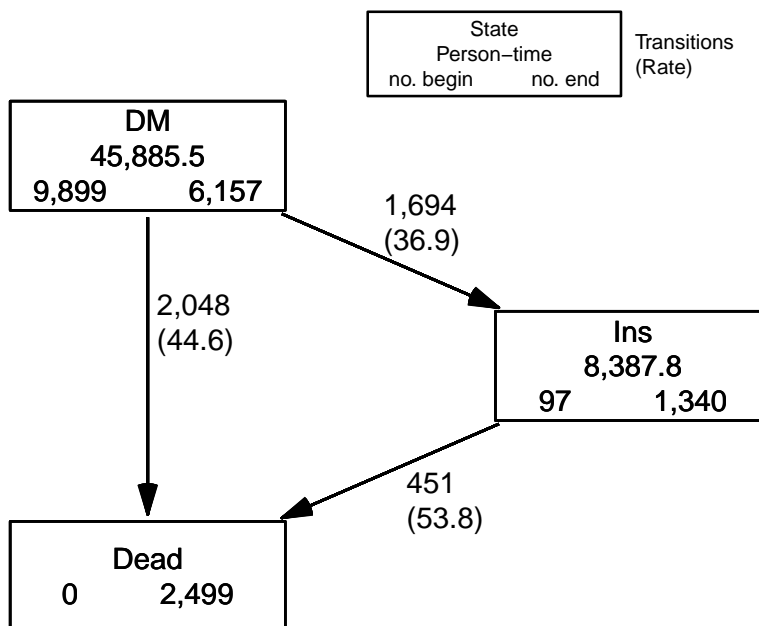 State
Person−time
no. begin no. end
Transitions
(Rate)
DM
45,885.5
9,899 6,157
1,694
(36.9)
2,048
(44.6)
Ins
8,387.8
97 1,340
451
(53.8)
Dead
0 2,499